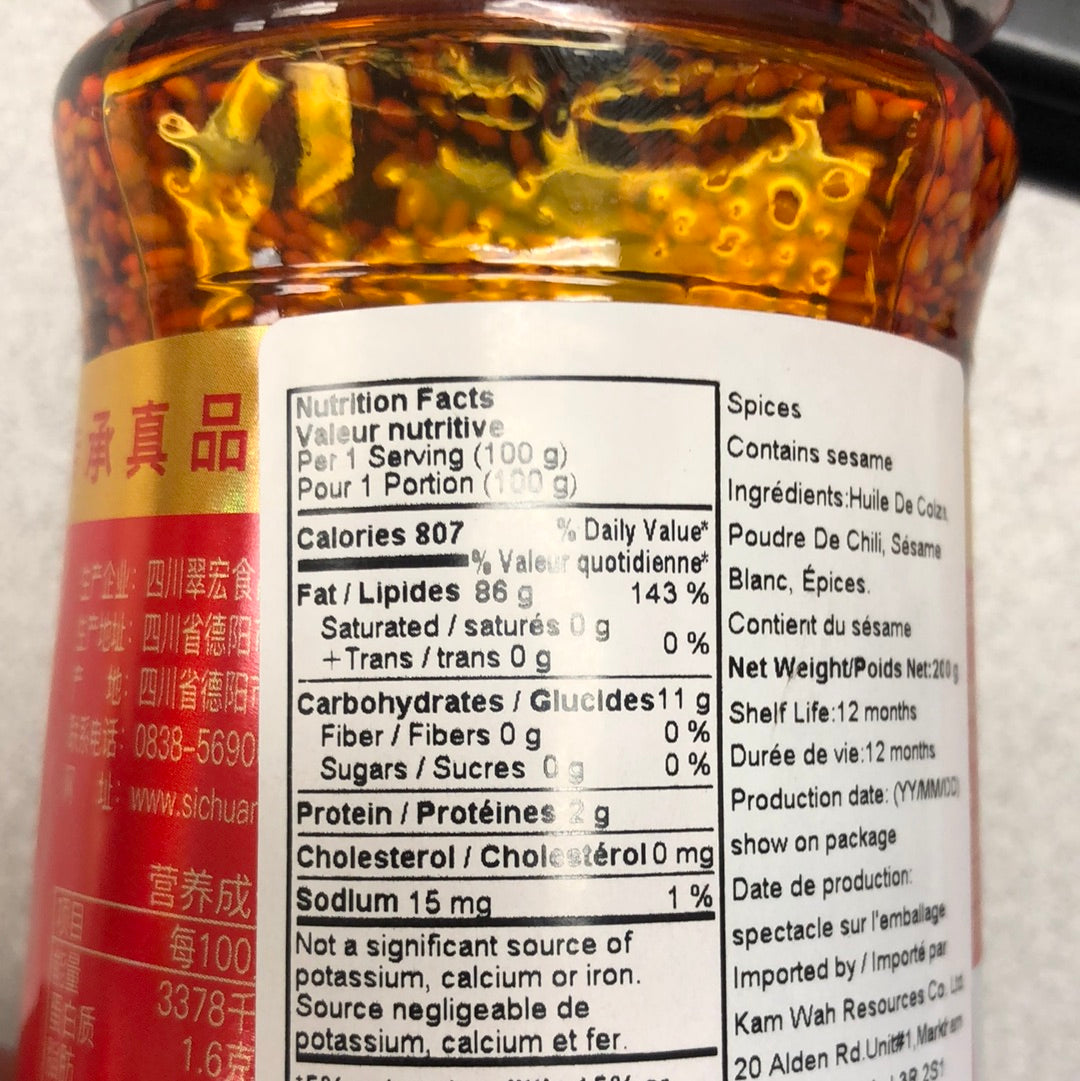 承真品
生产企业: 四川翠宏食
生产地址: 四川省德阳
产 地: 四川省德阳
联系电话: 0838-5690
址: www.sichuan
营养成
项目 每100
3378千
1.6克
Nutrition Facts
Valeur nutritive
Per 1 Serving (100 g)
Pour 1 Portion (100 g)
Calories 807 % Daily Value*
% Valeur quotidienne*
Fat / Lipides 86 g 143 %
Saturated / saturés 0 g
+ Trans / trans 0 g 0 %
Carbohydrates / Glucides 11 g
Fiber / Fibers 0 g 0 %
Sugars / Sucres 0 g 0 %
Protein / Protéines 2 g
Cholesterol / Cholestérol 0 mg
Sodium 15 mg 1 %
Not a significant source of
potassium, calcium or iron.
Source negligeable de
potassium, calcium et fer.
Spices
Contains sesame
Ingrédients:Huile De Colza,
Poudre De Chili, Sésame
Blanc, Épices.
Contient du sésame
Net Weight/Poids Net:200g
Shelf Life:12 months
Durée de vie:12 months
Production date: (YY/MM/DD)
show on package
Date de production:
spectacle sur l'emballage
Imported by / Importé par
Kam Wah Resources Co. Ltd.
20 Alden Rd.Unit#1,Markham
2S1